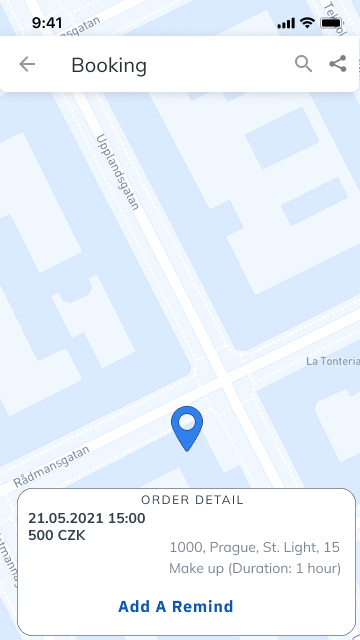 9:41
Booking
Upplandsgatan
La Tonteria
Rådmansgatan
ORDER DETAIL
21.05.2021 15:00
500 CZK
1000, Prague, St. Light, 15
Make up (Duration: 1 hour)
Add A Remind